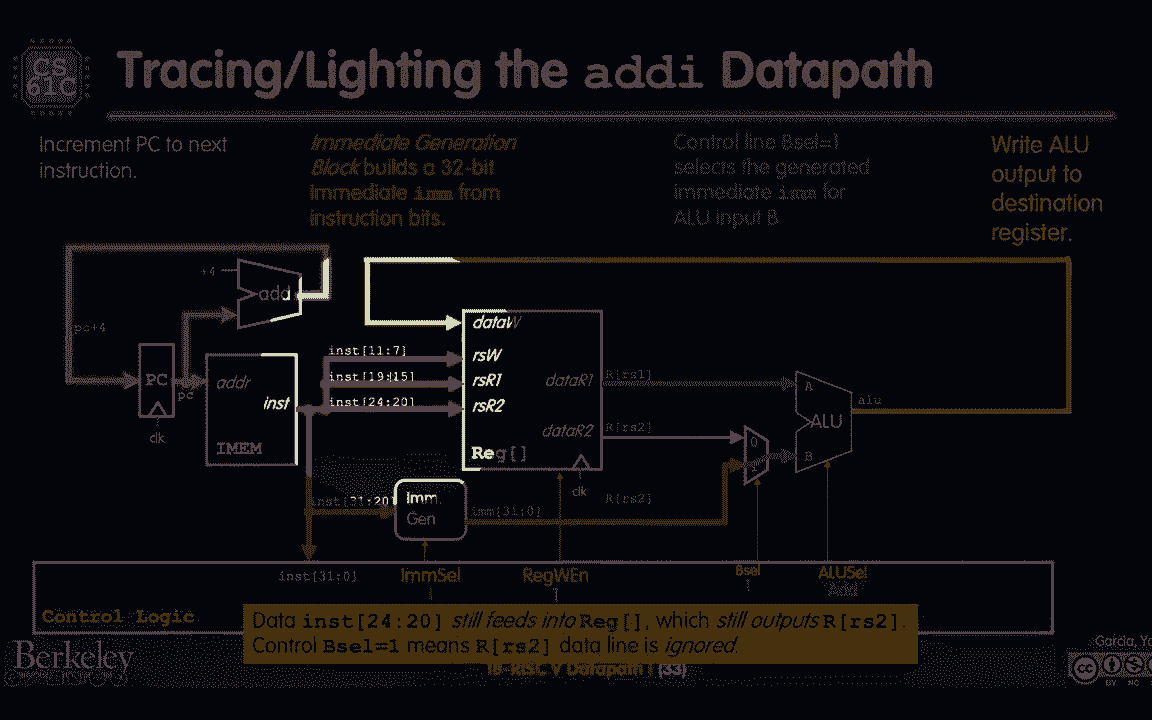 CS
61C
Tracing/Lighting the addi Datapath
Increment PC to next
instruction.
Immediate Generation
Block builds a 32-bit
immediate imm from
instruction bits.
Control line Bsel=1
selects the generated
immediate imm for
ALU input B
Write ALU
output to
destination
register.
+4
add
pc+4
PC
pc
clk
addr
inst
IMEM
inst[11:7]
inst[19:15]
inst[24:20]
inst[31:20]
dataW
rsW
rsR1
rsR2
dataR1
dataR2
Reg[]
clk
R[rs1]
R[rs2]
R[rs2]
Imm.
Gen
imm[31:0]
0
1
A
ALU
B
alu
inst[31:0]
ImmSel
I
RegWEn
1
Bsel
1
ALUSel
Add
Control Logic
Data inst[24:20] still feeds into Reg[], which still outputs R[rs2].
Control Bsel=1 means R[rs2] data line is ignored.
Berkeley
(33)
cc
BY
NC